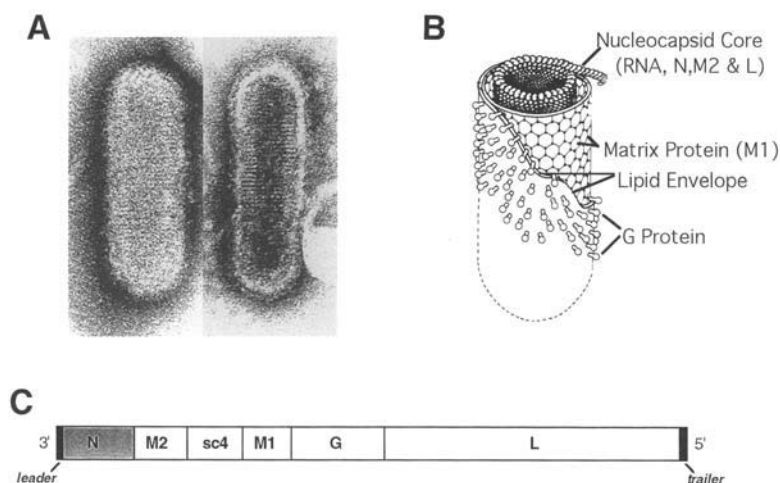 A
B
Nucleocapsid Core
(RNA, N,M2 & L)
Matrix Protein (M1)
Lipid Envelope
G Protein
C
3' N M2 sc4 M1 G L 5'
leader trailer